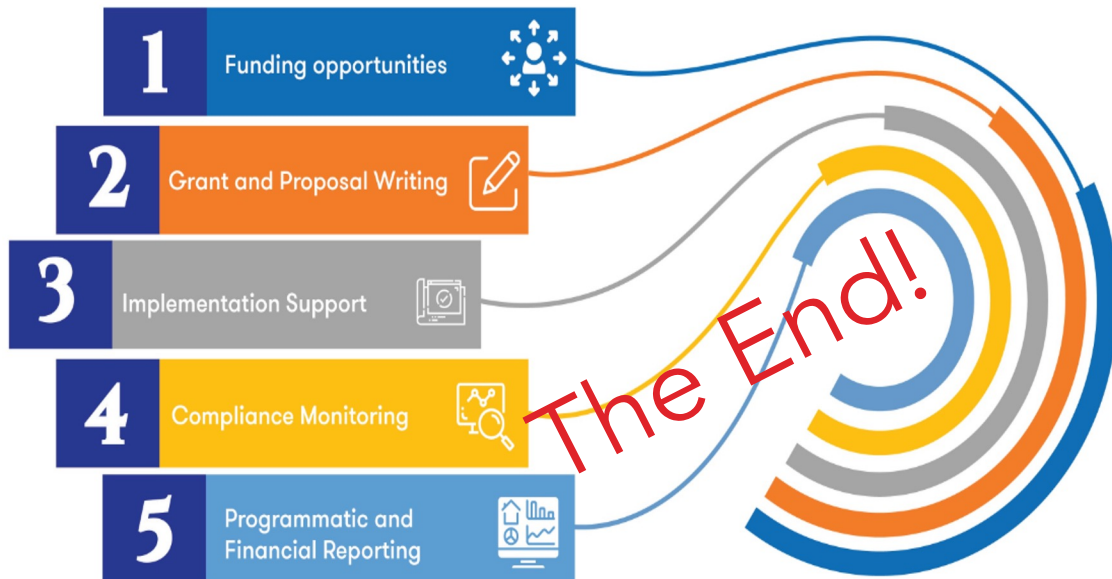 1
Funding opportunities
2
Grant and Proposal Writing
3
Implementation Support
4
Compliance Monitoring
5
Programmatic and
Financial Reporting
The End!